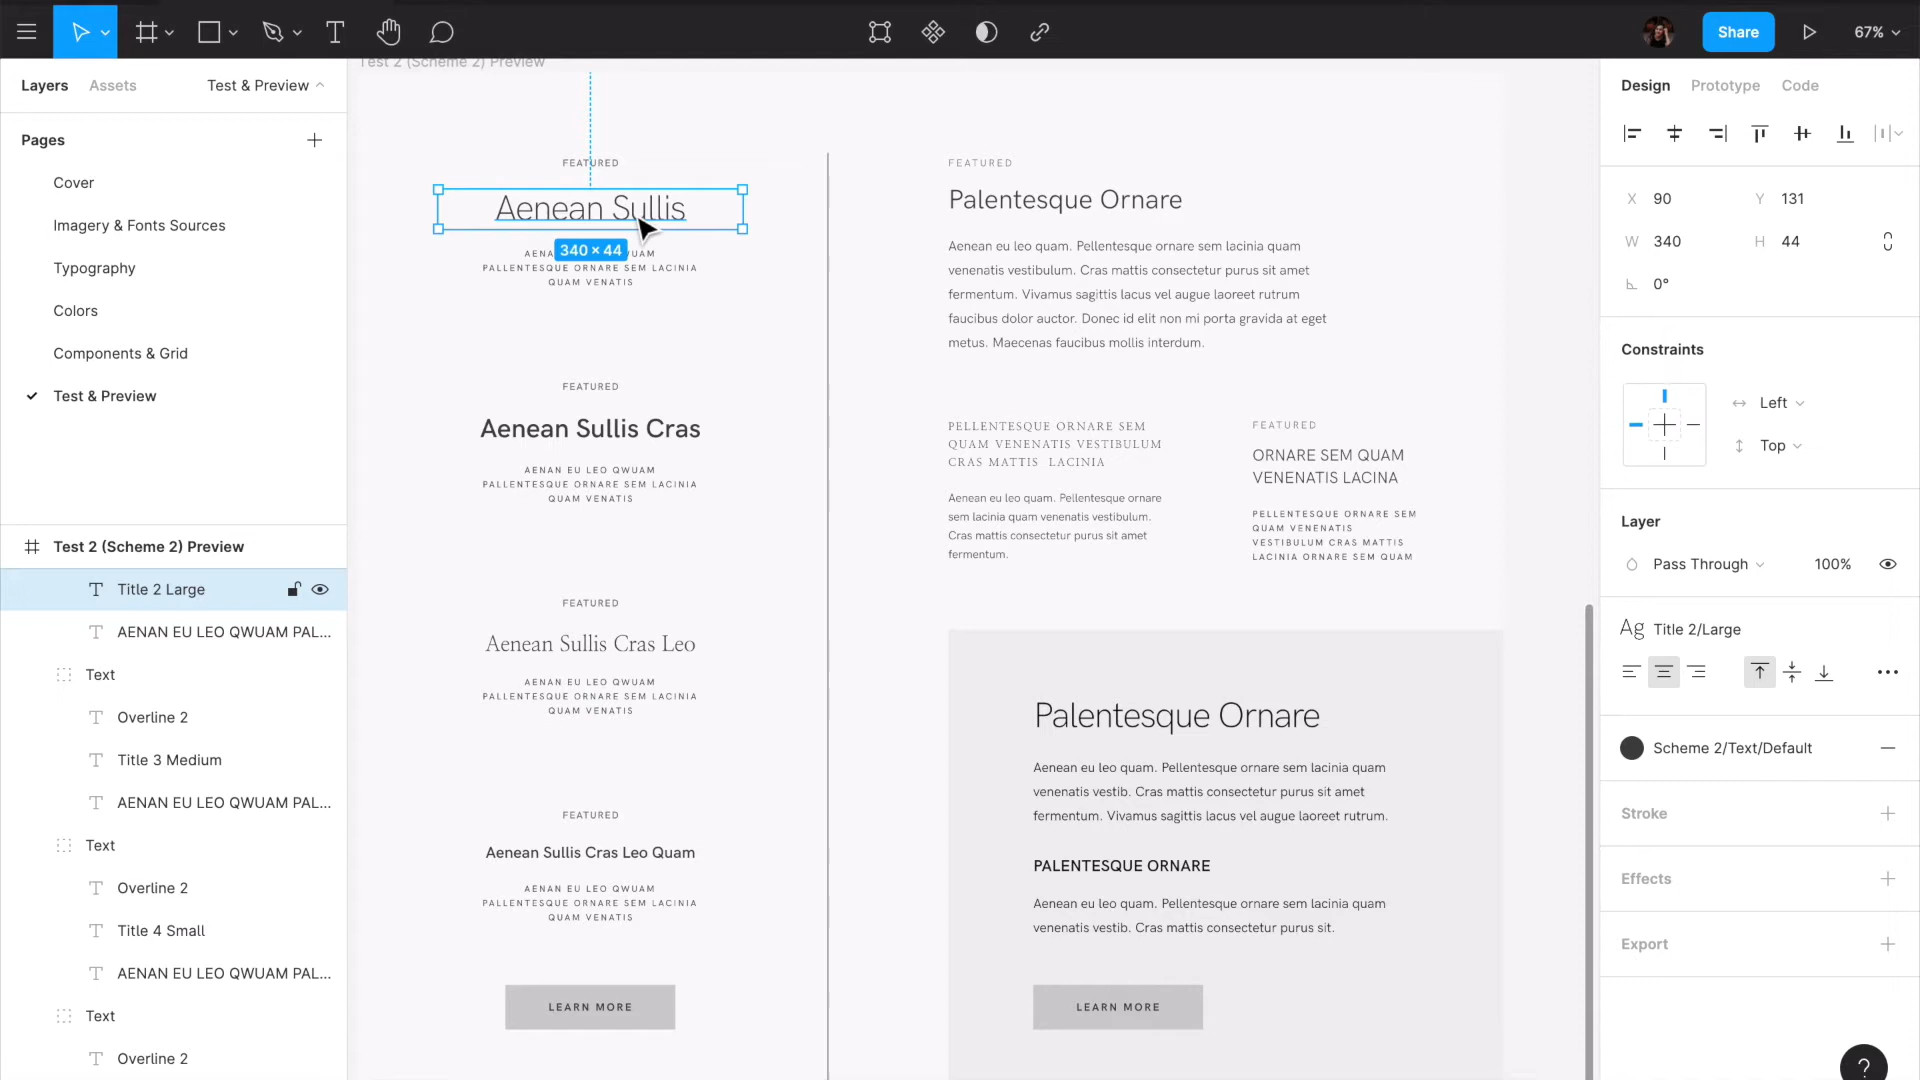 Share
67%
Layers
Assets
Test & Preview
Pages
Cover
Imagery & Fonts Sources
Typography
Colors
Components & Grid
Test & Preview
Test 2 (Scheme 2) Preview
Title 2 Large
AENAN EU LEO QWUAM PAL...
Text
Overline 2
Title 3 Medium
AENAN EU LEO QWUAM PAL...
Text
Overline 2
Title 4 Small
AENAN EU LEO QWUAM PAL...
Text
Overline 2
Test 2 (Scheme 2) Preview
FEATURED
Aenean Sullis
340 × 44
PALLENTESQUE ORNARE SEM LACINIA
QUAM VENATIS
FEATURED
Aenean Sullis Cras
AENAN EU LEO QWUAM
PALLENTESQUE ORNARE SEM LACINIA
QUAM VENATIS
FEATURED
Aenean Sullis Cras Leo
AENAN EU LEO QWUAM
PALLENTESQUE ORNARE SEM LACINIA
QUAM VENATIS
FEATURED
Aenean Sullis Cras Leo Quam
AENAN EU LEO QWUAM
PALLENTESQUE ORNARE SEM LACINIA
QUAM VENATIS
LEARN MORE
FEATURED
Palentesque Ornare
Aenean eu leo quam. Pellentesque ornare sem lacinia quam
venenatis vestibulum. Cras mattis consectetur purus sit amet
fermentum. Vivamus sagittis lacus vel augue laoreet rutrum
faucibus dolor auctor. Donec id elit non mi porta gravida at eget
metus. Maecenas faucibus mollis interdum.
PELLENTESQUE ORNARE SEM
QUAM VENENATIS VESTIBULUM
CRAS MATTIS LACINIA
Aenean eu leo quam. Pellentesque ornare
sem lacinia quam venenatis vestibulum.
Cras mattis consectetur purus sit amet
fermentum.
FEATURED
ORNARE SEM QUAM
VENENATIS LACINA
PELLENTESQUE ORNARE SEM
QUAM VENENATIS
VESTIBULUM CRAS MATTIS
LACINIA ORNARE SEM QUAM
Palentesque Ornare
Aenean eu leo quam. Pellentesque ornare sem lacinia quam
venenatis vestib. Cras mattis consectetur purus sit amet
fermentum. Vivamus sagittis lacus vel augue laoreet rutrum.
PALENTESQUE ORNARE
Aenean eu leo quam. Pellentesque ornare sem lacinia quam
venenatis vestib. Cras mattis consectetur purus sit.
LEARN MORE
Design
Prototype
Code
X 90 Y 131
W 340 H 44
0°
Constraints
Left
Top
Layer
Pass Through 100%
Ag Title 2/Large
Scheme 2/Text/Default
Stroke
Effects
Export
?